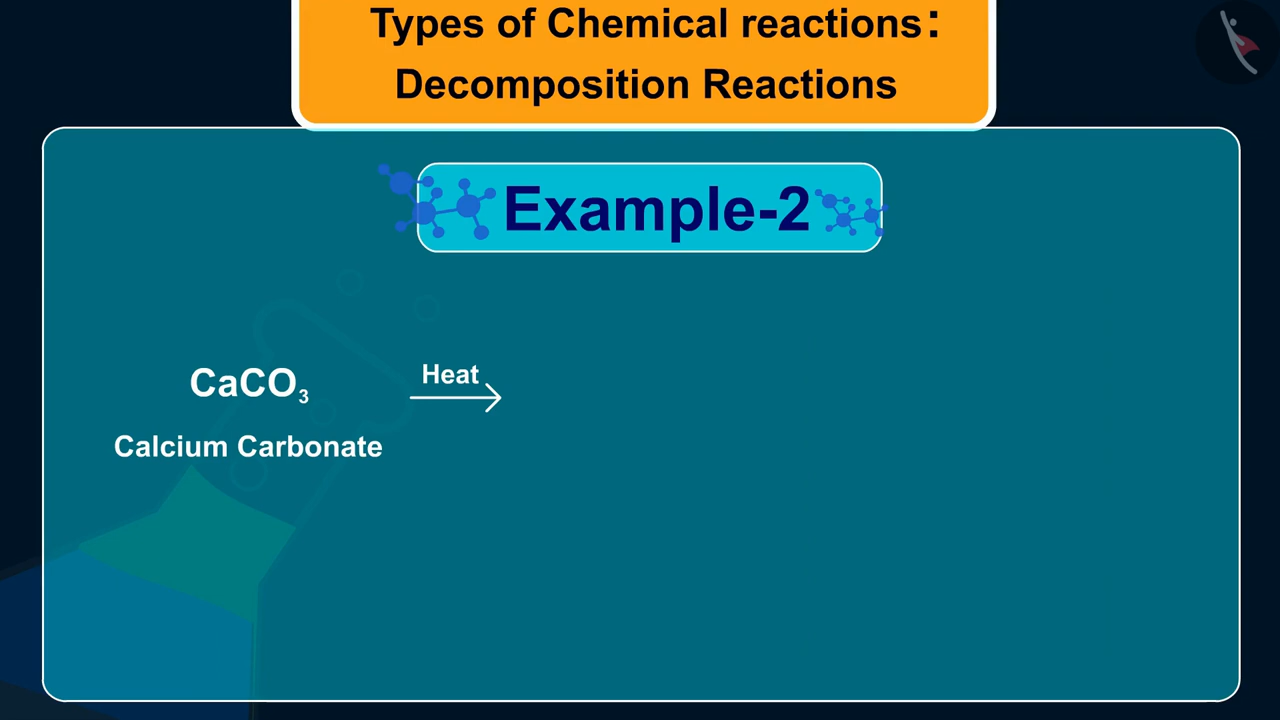 Types of Chemical reactions:
Decomposition Reactions
Example-2
CaCO₃
Heat
Calcium Carbonate